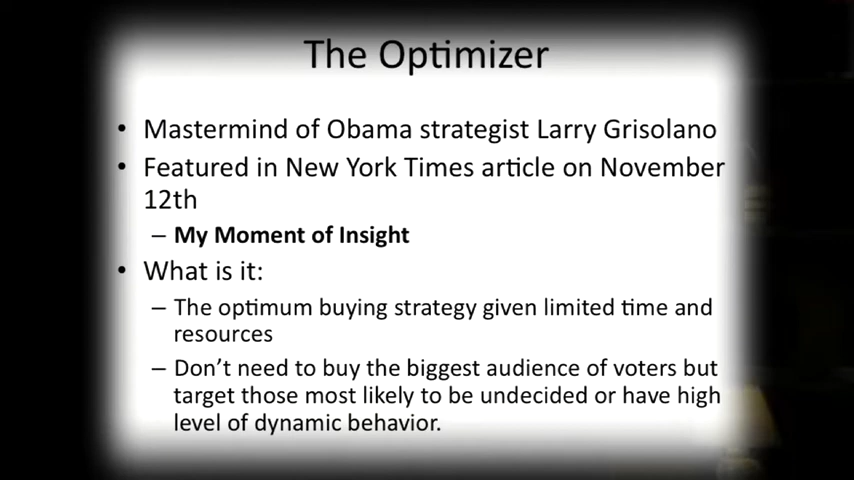 The Optimizer
• Mastermind of Obama strategist Larry Grisolano
• Featured in New York Times article on November
12th
– My Moment of Insight
• What is it:
– The optimum buying strategy given limited time and
resources
– Don't need to buy the biggest audience of voters but
target those most likely to be undecided or have high
level of dynamic behavior.